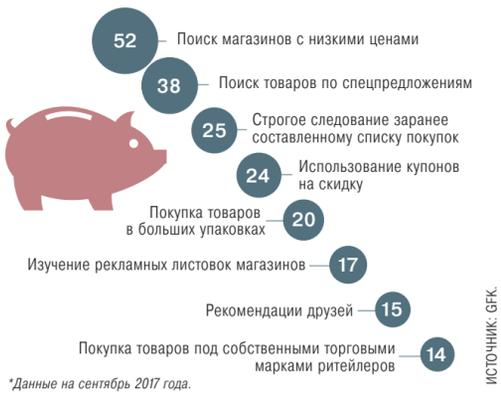 52
Поиск магазинов с низкими ценами
38
Поиск товаров по спецпредложениям
25
Строгое следование заранее
составленному списку покупок
24
Использование купонов
на скидку
Покупка товаров
в больших упаковках
20
Изучение рекламных листовок магазинов
17
Рекомендации друзей
15
Покупка товаров под собственными торговыми
марками ритейлеров
14
*Данные на сентябрь 2017 года.
ИСТОЧНИК: GFK.